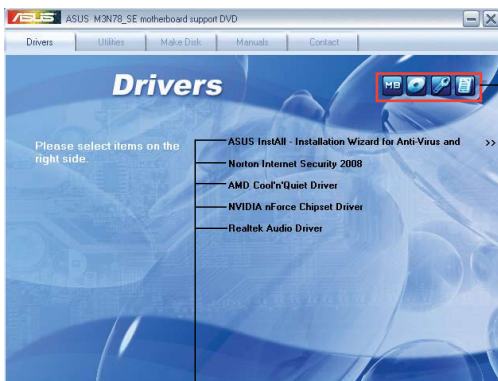 ASUS ASUS M3N78_SE motherboard support DVD
Drivers Utilities Make Disk Manuals Contact
Drivers
MB
Please select items on the
right side.
ASUS InstAll - Installation Wizard for Anti-Virus and >>
Norton Internet Security 2008
AMD Cool'n'Quiet Driver
NVIDIA nForce Chipset Driver
Realtek Audio Driver